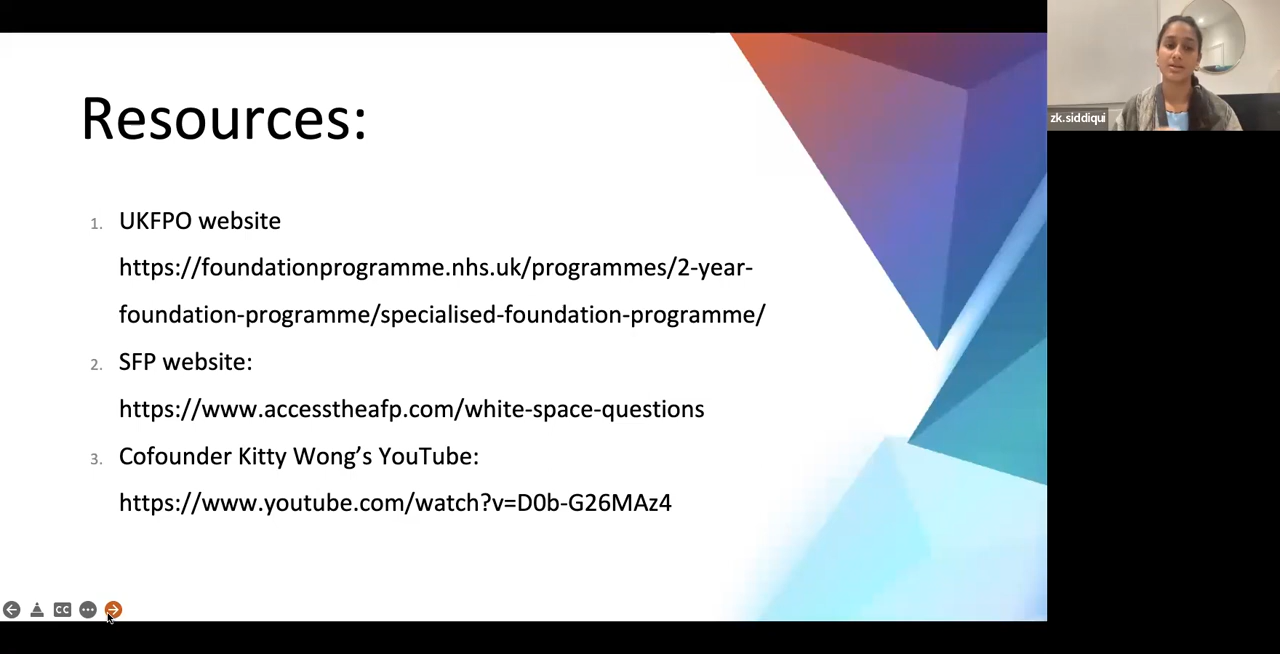 Resources:
1. UKFPO website
https://foundationprogramme.nhs.uk/programmes/2-year-
foundation-programme/specialised-foundation-programme/
2. SFP website:
https://www.accesstheafp.com/white-space-questions
3. Cofounder Kitty Wong’s YouTube:
https://www.youtube.com/watch?v=D0b-G26MAz4
CC
zk.siddiqui